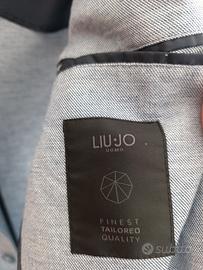 LIU·JO
UOMO
FINEST
TAILORED
QUALITY
subito